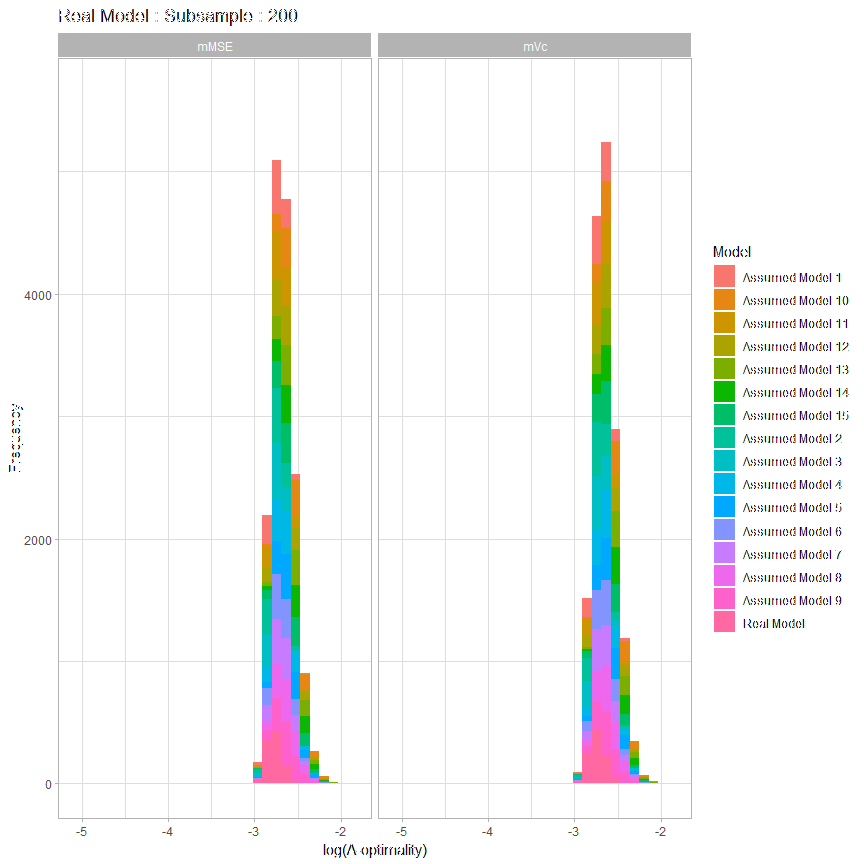 Real Model : Subsample : 200
mMSE
mVc
4000
2000
0
Frequency
-5
-4
-3
-2
-5
-4
-3
-2
log(A-optimality)
Model
Assumed Model 1
Assumed Model 10
Assumed Model 11
Assumed Model 12
Assumed Model 13
Assumed Model 14
Assumed Model 15
Assumed Model 2
Assumed Model 3
Assumed Model 4
Assumed Model 5
Assumed Model 6
Assumed Model 7
Assumed Model 8
Assumed Model 9
Real Model